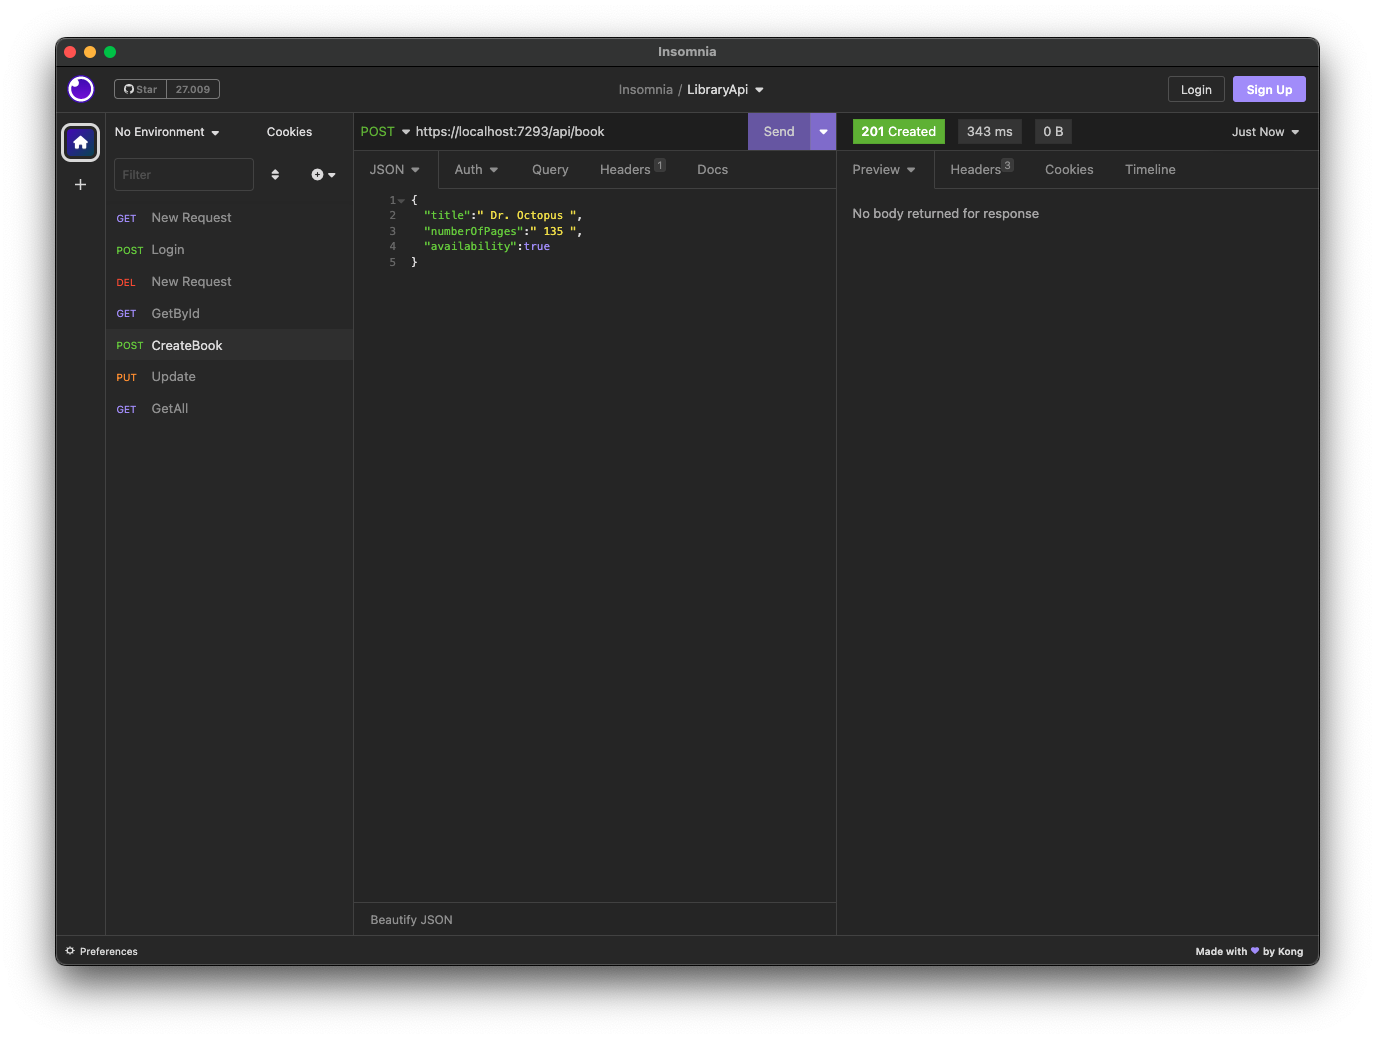 Insomnia
Star 27.009
Insomnia / LibraryApi
Login Sign Up
No Environment Cookies
Filter
GET New Request
POST Login
DEL New Request
GET GetById
POST CreateBook
PUT Update
GET GetAll
POST https://localhost:7293/api/book Send
JSON Auth Query Headers 1 Docs
1 {
2 "title":" Dr. Octopus ",
3 "numberOfPages":" 135 ",
4 "availability":true
5 }
Beautify JSON
201 Created 343 ms 0 B Just Now
Preview Headers 3 Cookies Timeline
No body returned for response
Preferences
Made with by Kong